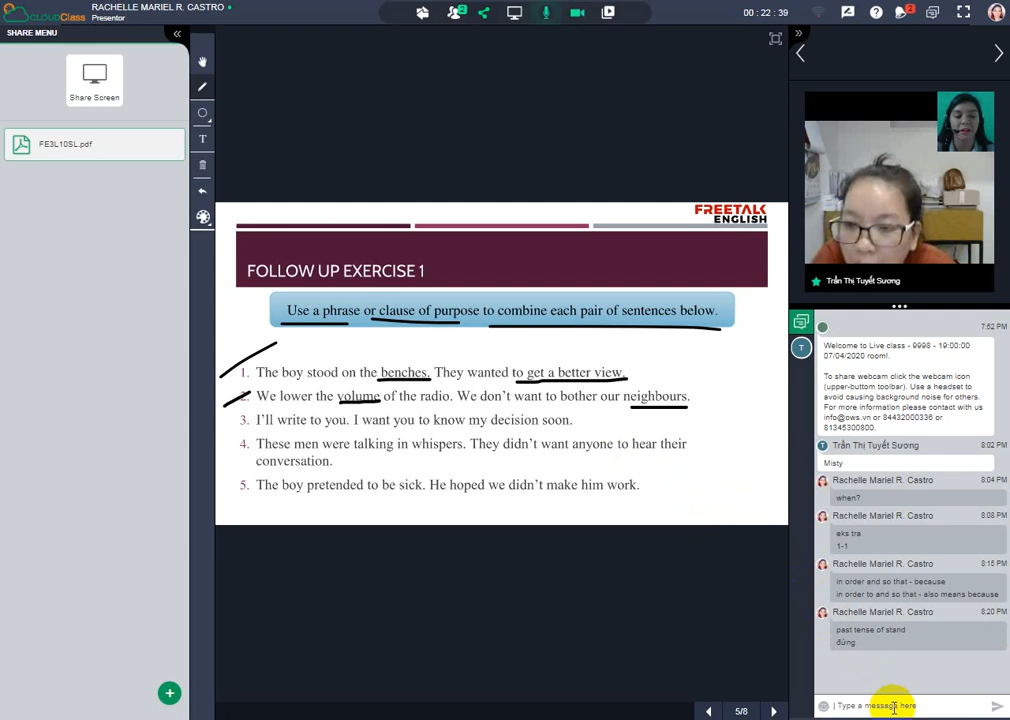 CLOUDClass
RACHELLE MARIEL R. CASTRO
Presentor
00 : 22 : 39
2
2
SHARE MENU
Share Screen
FE3L10SL.pdf
T
FREETALK
ENGLISH
FOLLOW UP EXERCISE 1
Use a phrase or clause of purpose to combine each pair of sentences below.
1. The boy stood on the benches. They wanted to get a better view.
2. We lower the volume of the radio. We don't want to bother our neighbours.
3. I'll write to you. I want you to know my decision soon.
4. These men were talking in whispers. They didn't want anyone to hear their
conversation.
5. The boy pretended to be sick. He hoped we didn't make him work.
5/8
Trần Thị Tuyết Sương
T
7:52 PM
Welcome to Live class - 9998 - 19:00:00
07/04/2020 room!.
To share webcam click the webcam icon
(upper-buttom toolbar). Use a headset to
avoid causing background noise for others.
For more information please contact with us
info@ows.vn or 84432000336 or
81345300800.
T Trần Thị Tuyết Sương 8:02 PM
Misty
Rachelle Mariel R. Castro 8:04 PM
when?
Rachelle Mariel R. Castro 8:08 PM
eks tra
1-1
Rachelle Mariel R. Castro 8:15 PM
in order and so that - because
in order to and so that - also means because
Rachelle Mariel R. Castro 8:20 PM
past tense of stand
đứng
Type a message here